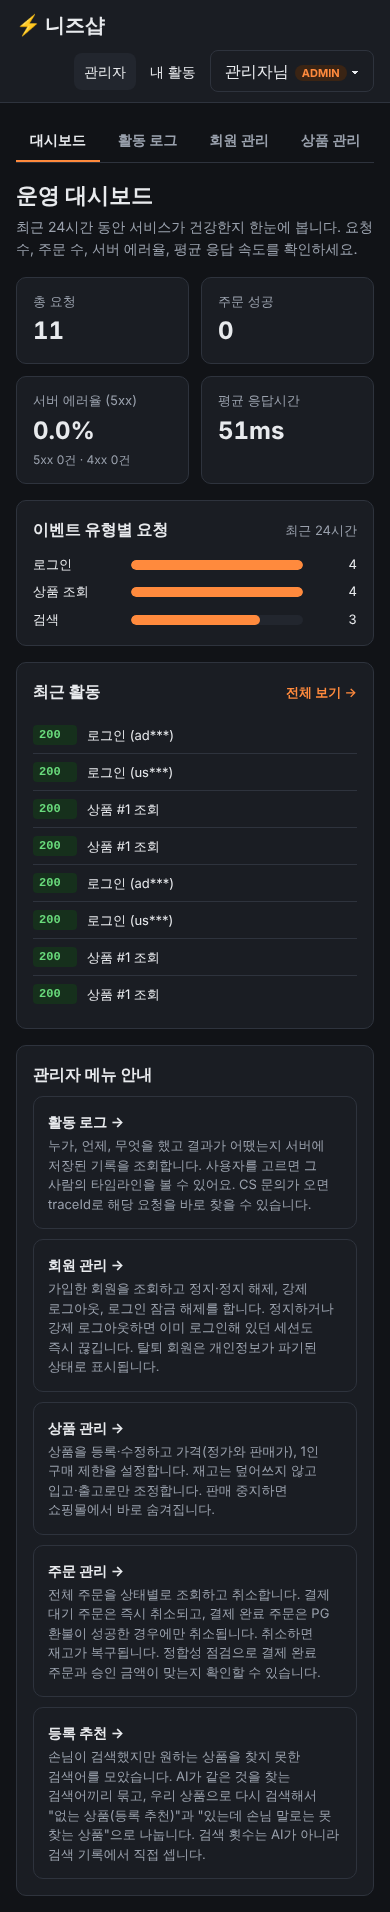 ⚡ 니즈샵
관리자 내 활동 관리자님 ADMIN
대시보드 활동 로그 회원 관리 상품 관리
운영 대시보드
최근 24시간 동안 서비스가 건강한지 한눈에 봅니다. 요청
수, 주문 수, 서버 에러율, 평균 응답 속도를 확인하세요.
총 요청
11
주문 성공
0
서버 에러율 (5xx)
0.0%
5xx 0건 · 4xx 0건
평균 응답시간
51ms
이벤트 유형별 요청 최근 24시간
로그인 4
상품 조회 4
검색 3
최근 활동 전체 보기 →
200 로그인 (ad***)
200 로그인 (us***)
200 상품 #1 조회
200 상품 #1 조회
200 로그인 (ad***)
200 로그인 (us***)
200 상품 #1 조회
200 상품 #1 조회
관리자 메뉴 안내
활동 로그 →
누가, 언제, 무엇을 했고 결과가 어땠는지 서버에
저장된 기록을 조회합니다. 사용자를 고르면 그
사람의 타임라인을 볼 수 있어요. CS 문의가 오면
traceId로 해당 요청을 바로 찾을 수 있습니다.
회원 관리 →
가입한 회원을 조회하고 정지·정지 해제, 강제
로그아웃, 로그인 잠금 해제를 합니다. 정지하거나
강제 로그아웃하면 이미 로그인해 있던 세션도
즉시 끊깁니다. 탈퇴 회원은 개인정보가 파기된
상태로 표시됩니다.
상품 관리 →
상품을 등록·수정하고 가격(정가와 판매가), 1인
구매 제한을 설정합니다. 재고는 덮어쓰지 않고
입고·출고로만 조정합니다. 판매 중지하면
쇼핑몰에서 바로 숨겨집니다.
주문 관리 →
전체 주문을 상태별로 조회하고 취소합니다. 결제
대기 주문은 즉시 취소되고, 결제 완료 주문은 PG
환불이 성공한 경우에만 취소됩니다. 취소하면
재고가 복구됩니다. 정합성 점검으로 결제 완료
주문과 승인 금액이 맞는지 확인할 수 있습니다.
등록 추천 →
손님이 검색했지만 원하는 상품을 찾지 못한
검색어를 모았습니다. AI가 같은 것을 찾는
검색어끼리 묶고, 우리 상품으로 다시 검색해서
"없는 상품(등록 추천)"과 "있는데 손님 말로는 못
찾는 상품"으로 나눕니다. 검색 횟수는 AI가 아니라
검색 기록에서 직접 셉니다.